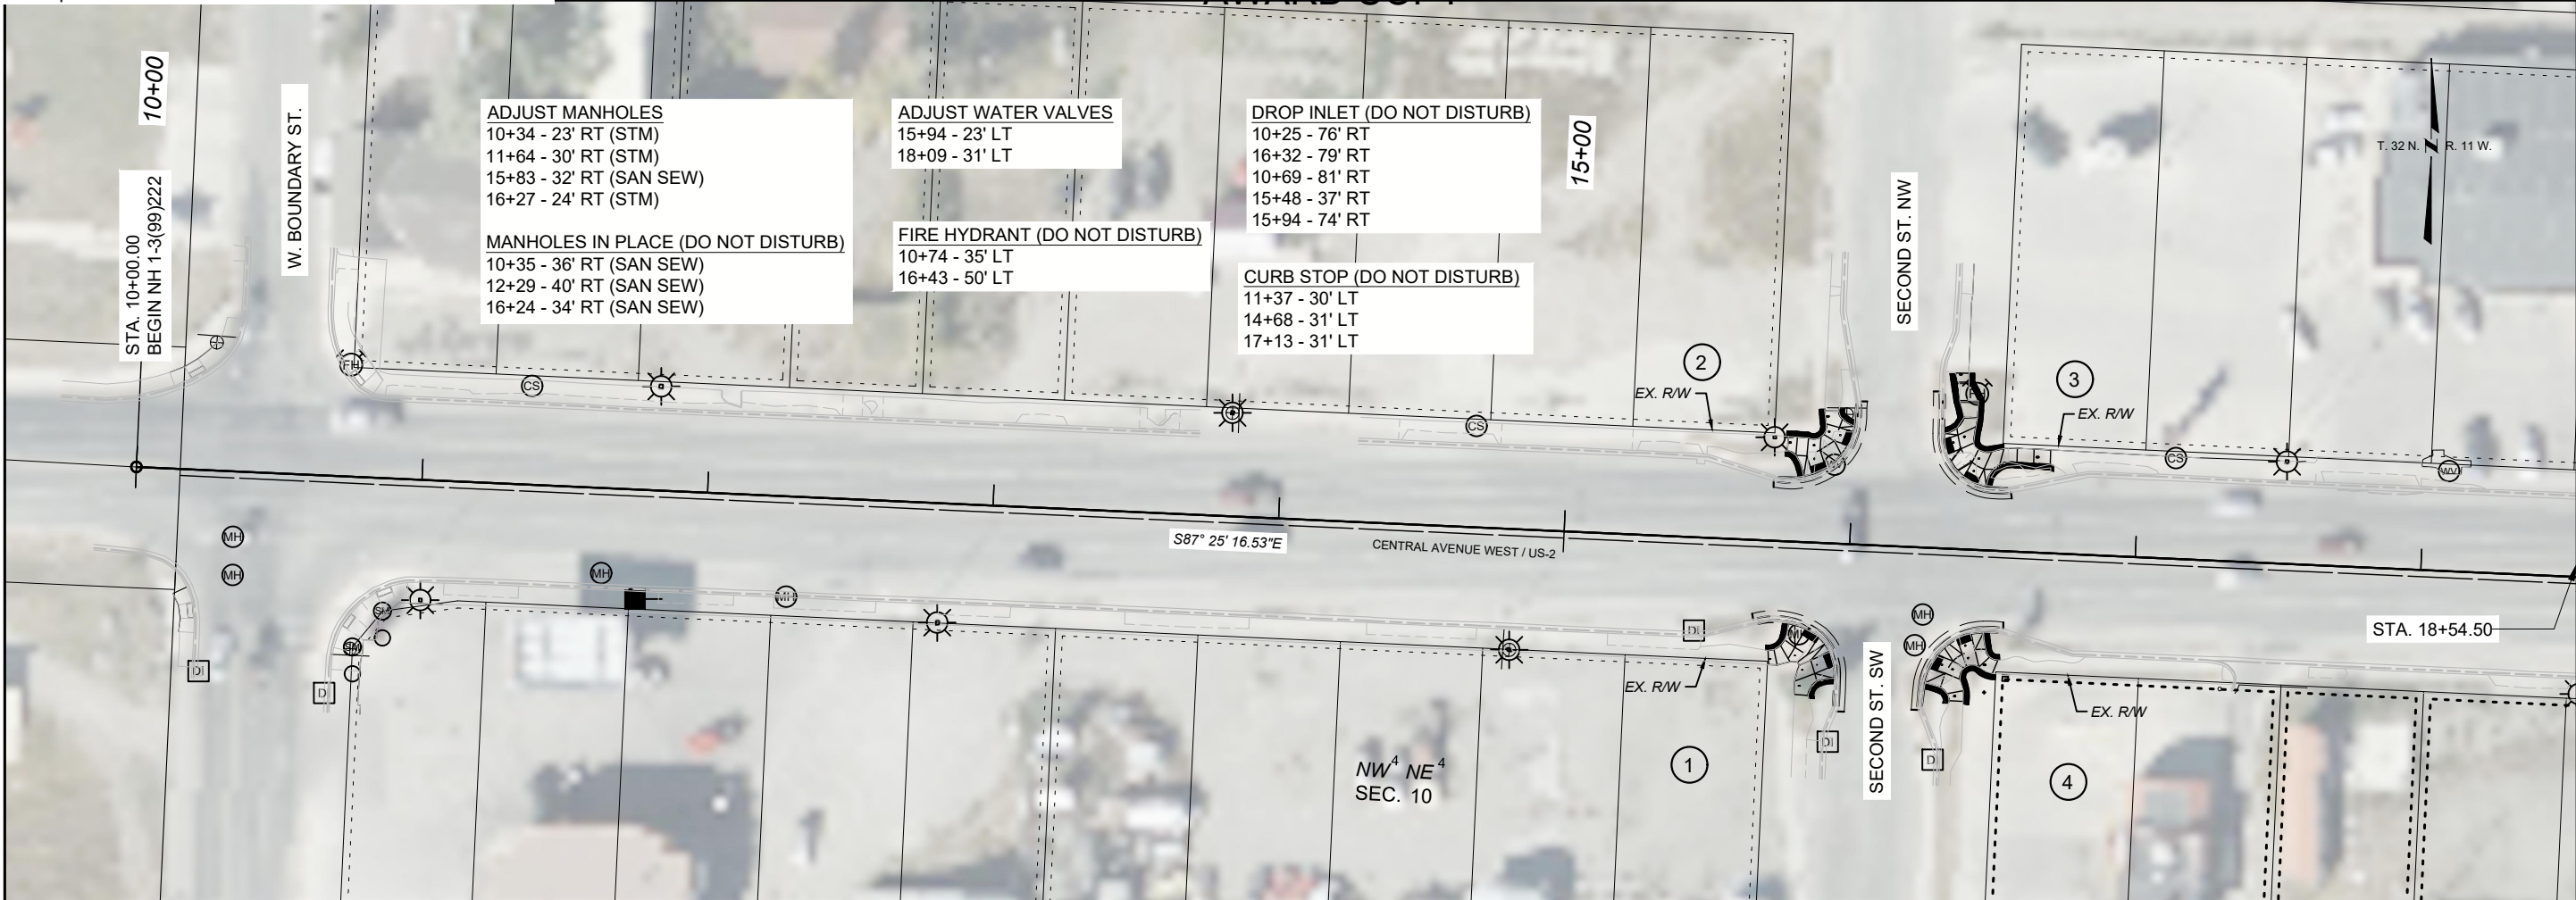 10+00
STA. 10+00.00
BEGIN NH 1-3(99)222
W. BOUNDARY ST.
ADJUST MANHOLES
10+34 - 23' RT (STM)
11+64 - 30' RT (STM)
15+83 - 32' RT (SAN SEW)
16+27 - 24' RT (STM)
MANHOLES IN PLACE (DO NOT DISTURB)
10+35 - 36' RT (SAN SEW)
12+29 - 40' RT (SAN SEW)
16+24 - 34' RT (SAN SEW)
ADJUST WATER VALVES
15+94 - 23' LT
18+09 - 31' LT
FIRE HYDRANT (DO NOT DISTURB)
10+74 - 35' LT
16+43 - 50' LT
DROP INLET (DO NOT DISTURB)
10+25 - 76' RT
16+32 - 79' RT
10+69 - 81' RT
15+48 - 37' RT
15+94 - 74' RT
CURB STOP (DO NOT DISTURB)
11+37 - 30' LT
14+68 - 31' LT
17+13 - 31' LT
15+00
SECOND ST. NW
T. 32 N. N R. 11 W.
2
EX. R/W
3
EX. R/W
FH
CS
CS
CS
WV
S87° 25' 16.53"E
CENTRAL AVENUE WEST / US-2
MH
MH
MH
MH
SM
SM
DI
DI
DI
MH
MH
MH
STA. 18+54.50
EX. R/W
1
NW4 NE4
SEC. 10
SECOND ST. SW
DI
DI
EX. R/W
4